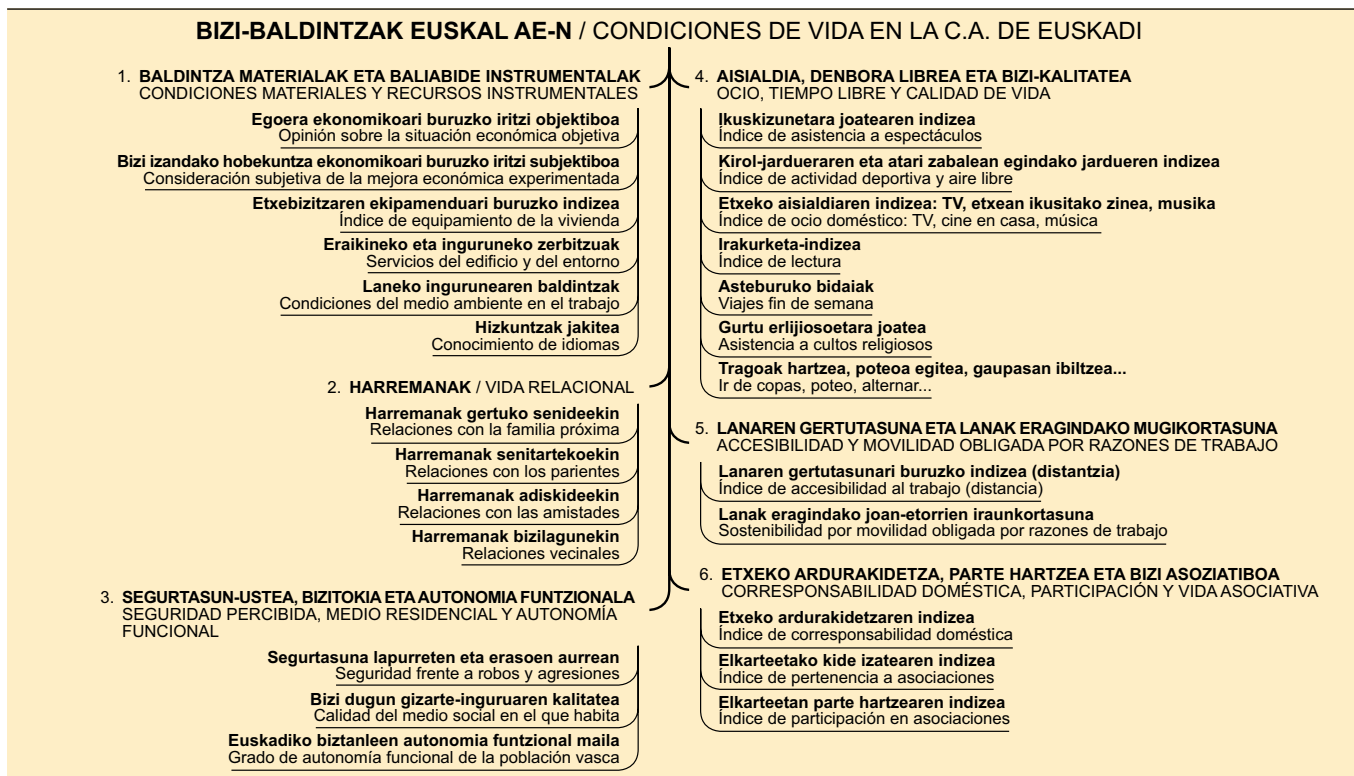 BIZI-BALDINTZAK EUSKAL AE-N / CONDICIONES DE VIDA EN LA C.A. DE EUSKADI
1. BALDINTZA MATERIALAK ETA BALIABIDE INSTRUMENTALAK
CONDICIONES MATERIALES Y RECURSOS INSTRUMENTALES
Egoera ekonomikoari buruzko iritzi objektiboa
Opinión sobre la situación económica objetiva
Bizi izandako hobekuntza ekonomikoari buruzko iritzi subjektiboa
Consideración subjetiva de la mejora económica experimentada
Etxebizitzaren ekipamenduari buruzko indizea
Índice de equipamiento de la vivienda
Eraikineko eta inguruneko zerbitzuak
Servicios del edificio y del entorno
Laneko ingurunearen baldintzak
Condiciones del medio ambiente en el trabajo
Hizkuntzak jakitea
Conocimiento de idiomas
2. HARREMANAK / VIDA RELACIONAL
Harremanak gertuko senideekin
Relaciones con la familia próxima
Harremanak senitartekoekin
Relaciones con los parientes
Harremanak adiskideekin
Relaciones con las amistades
Harremanak bizilagunekin
Relaciones vecinales
3. SEGURTASUN-USTEA, BIZITOKIA ETA AUTONOMIA FUNTZIONALA
SEGURIDAD PERCIBIDA, MEDIO RESIDENCIAL Y AUTONOMÍA
FUNCIONAL
Segurtasuna lapurreten eta erasoen aurrean
Seguridad frente a robos y agresiones
Bizi dugun gizarte-inguruaren kalitatea
Calidad del medio social en el que habita
Euskadiko biztanleen autonomia funtzional maila
Grado de autonomía funcional de la población vasca
4. AISIALDIA, DENBORA LIBREA ETA BIZI-KALITATEA
OCIO, TIEMPO LIBRE Y CALIDAD DE VIDA
Ikuskizunetara joatearen indizea
Índice de asistencia a espectáculos
Kirol-jardueraren eta atari zabalean egindako jardueren indizea
Índice de actividad deportiva y aire libre
Etxeko aisialdiaren indizea: TV, etxean ikusitako zinea, musika
Índice de ocio doméstico: TV, cine en casa, música
Irakurketa-indizea
Índice de lectura
Asteburuko bidaiak
Viajes fin de semana
Gurtu erlijiosoetara joatea
Asistencia a cultos religiosos
Tragoak hartzea, poteoa egitea, gaupasan ibiltzea...
Ir de copas, poteo, alternar...
5. LANAREN GERTUTASUNA ETA LANAK ERAGINDAKO MUGIKORTASUNA
ACCESIBILIDAD Y MOVILIDAD OBLIGADA POR RAZONES DE TRABAJO
Lanaren gertutasunari buruzko indizea (distantzia)
Índice de accesibilidad al trabajo (distancia)
Lanak eragindako joan-etorrien iraunkortasuna
Sostenibilidad por movilidad obligada por razones de trabajo
6. ETXEKO ARDURAKIDETZA, PARTE HARTZEA ETA BIZI ASOZIATIBOA
CORRESPONSABILIDAD DOMÉSTICA, PARTICIPACIÓN Y VIDA ASOCIATIVA
Etxeko ardurakidetzaren indizea
Índice de corresponsabilidad doméstica
Elkarteetako kide izatearen indizea
Índice de pertenencia a asociaciones
Elkarteetan parte hartzearen indizea
Índice de participación en asociaciones